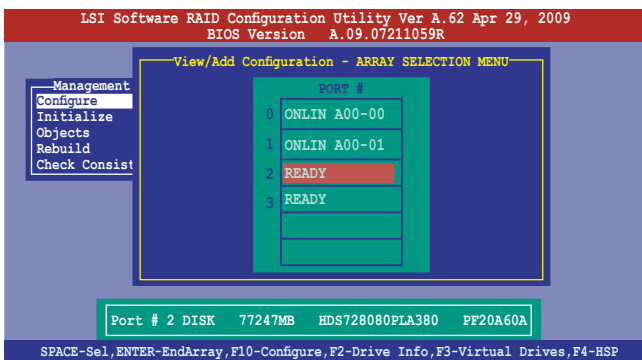 LSI Software RAID Configuration Utility Ver A.62 Apr 29, 2009
BIOS Version A.09.07211059R
View/Add Configuration - ARRAY SELECTION MENU
Management
Configure
Initialize
Objects
Rebuild
Check Consist
PORT #
0 ONLIN A00-00
1 ONLIN A00-01
2 READY
3 READY
Port # 2 DISK 77247MB HDS728080PLA380 PF20A60A
SPACE-Sel,ENTER-EndArray,F10-Configure,F2-Drive Info,F3-Virtual Drives,F4-HSP